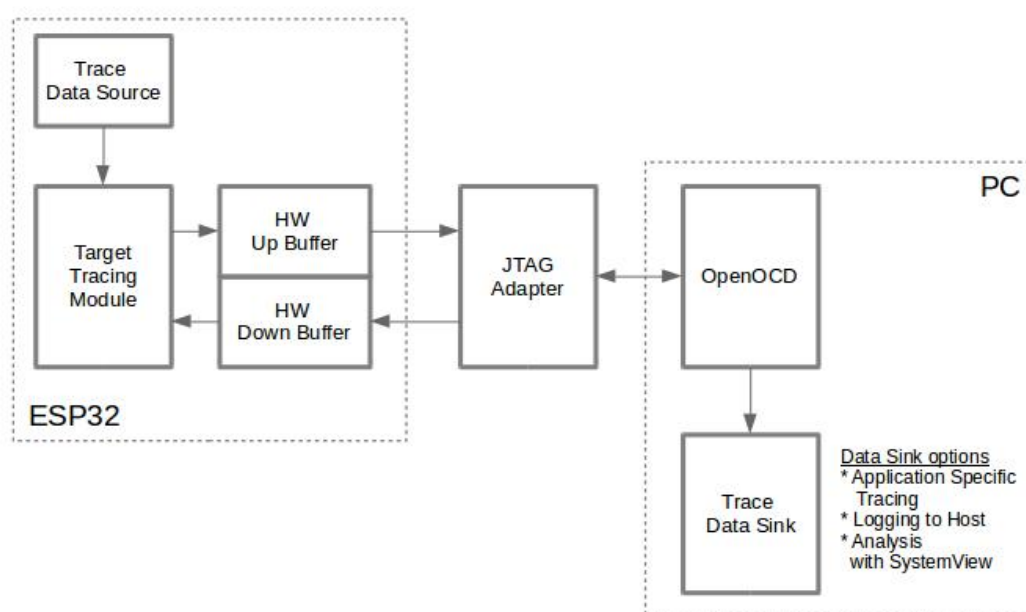 Trace
Data Source
Target
Tracing
Module
HW
Up Buffer
HW
Down Buffer
ESP32
JTAG
Adapter
PC
OpenOCD
Trace
Data Sink
Data Sink options
* Application Specific
Tracing
* Logging to Host
* Analysis
with SystemView